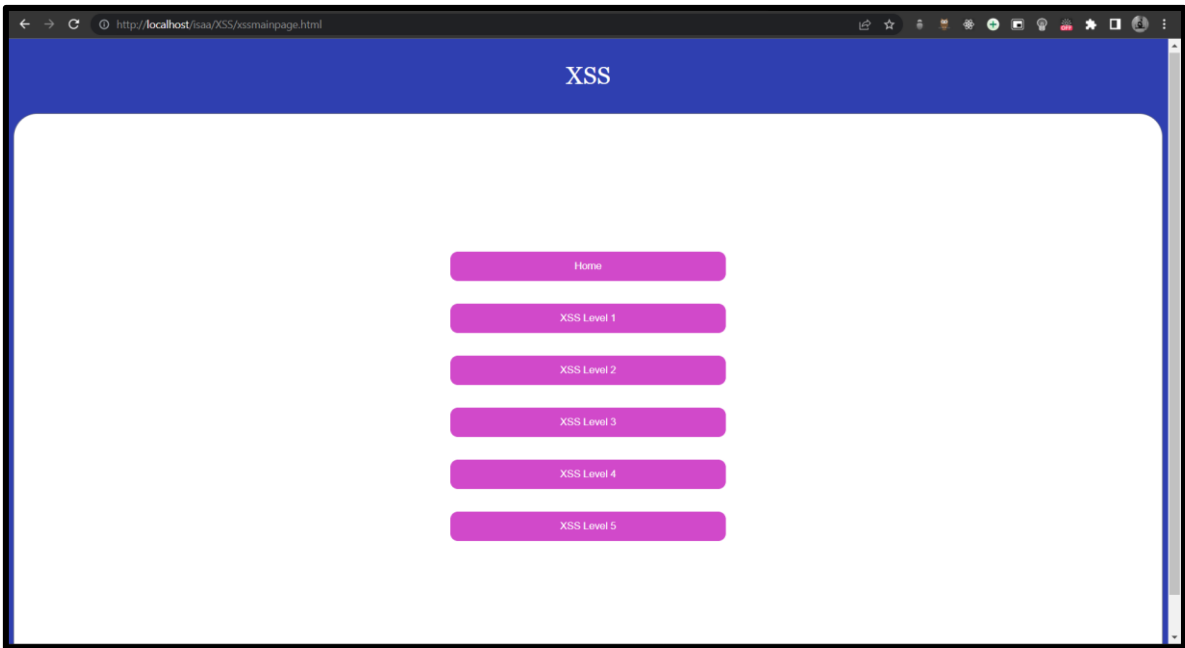 http://localhost/isaa/XSS/xssmainpage.html
OFF
XSS
Home
XSS Level 1
XSS Level 2
XSS Level 3
XSS Level 4
XSS Level 5